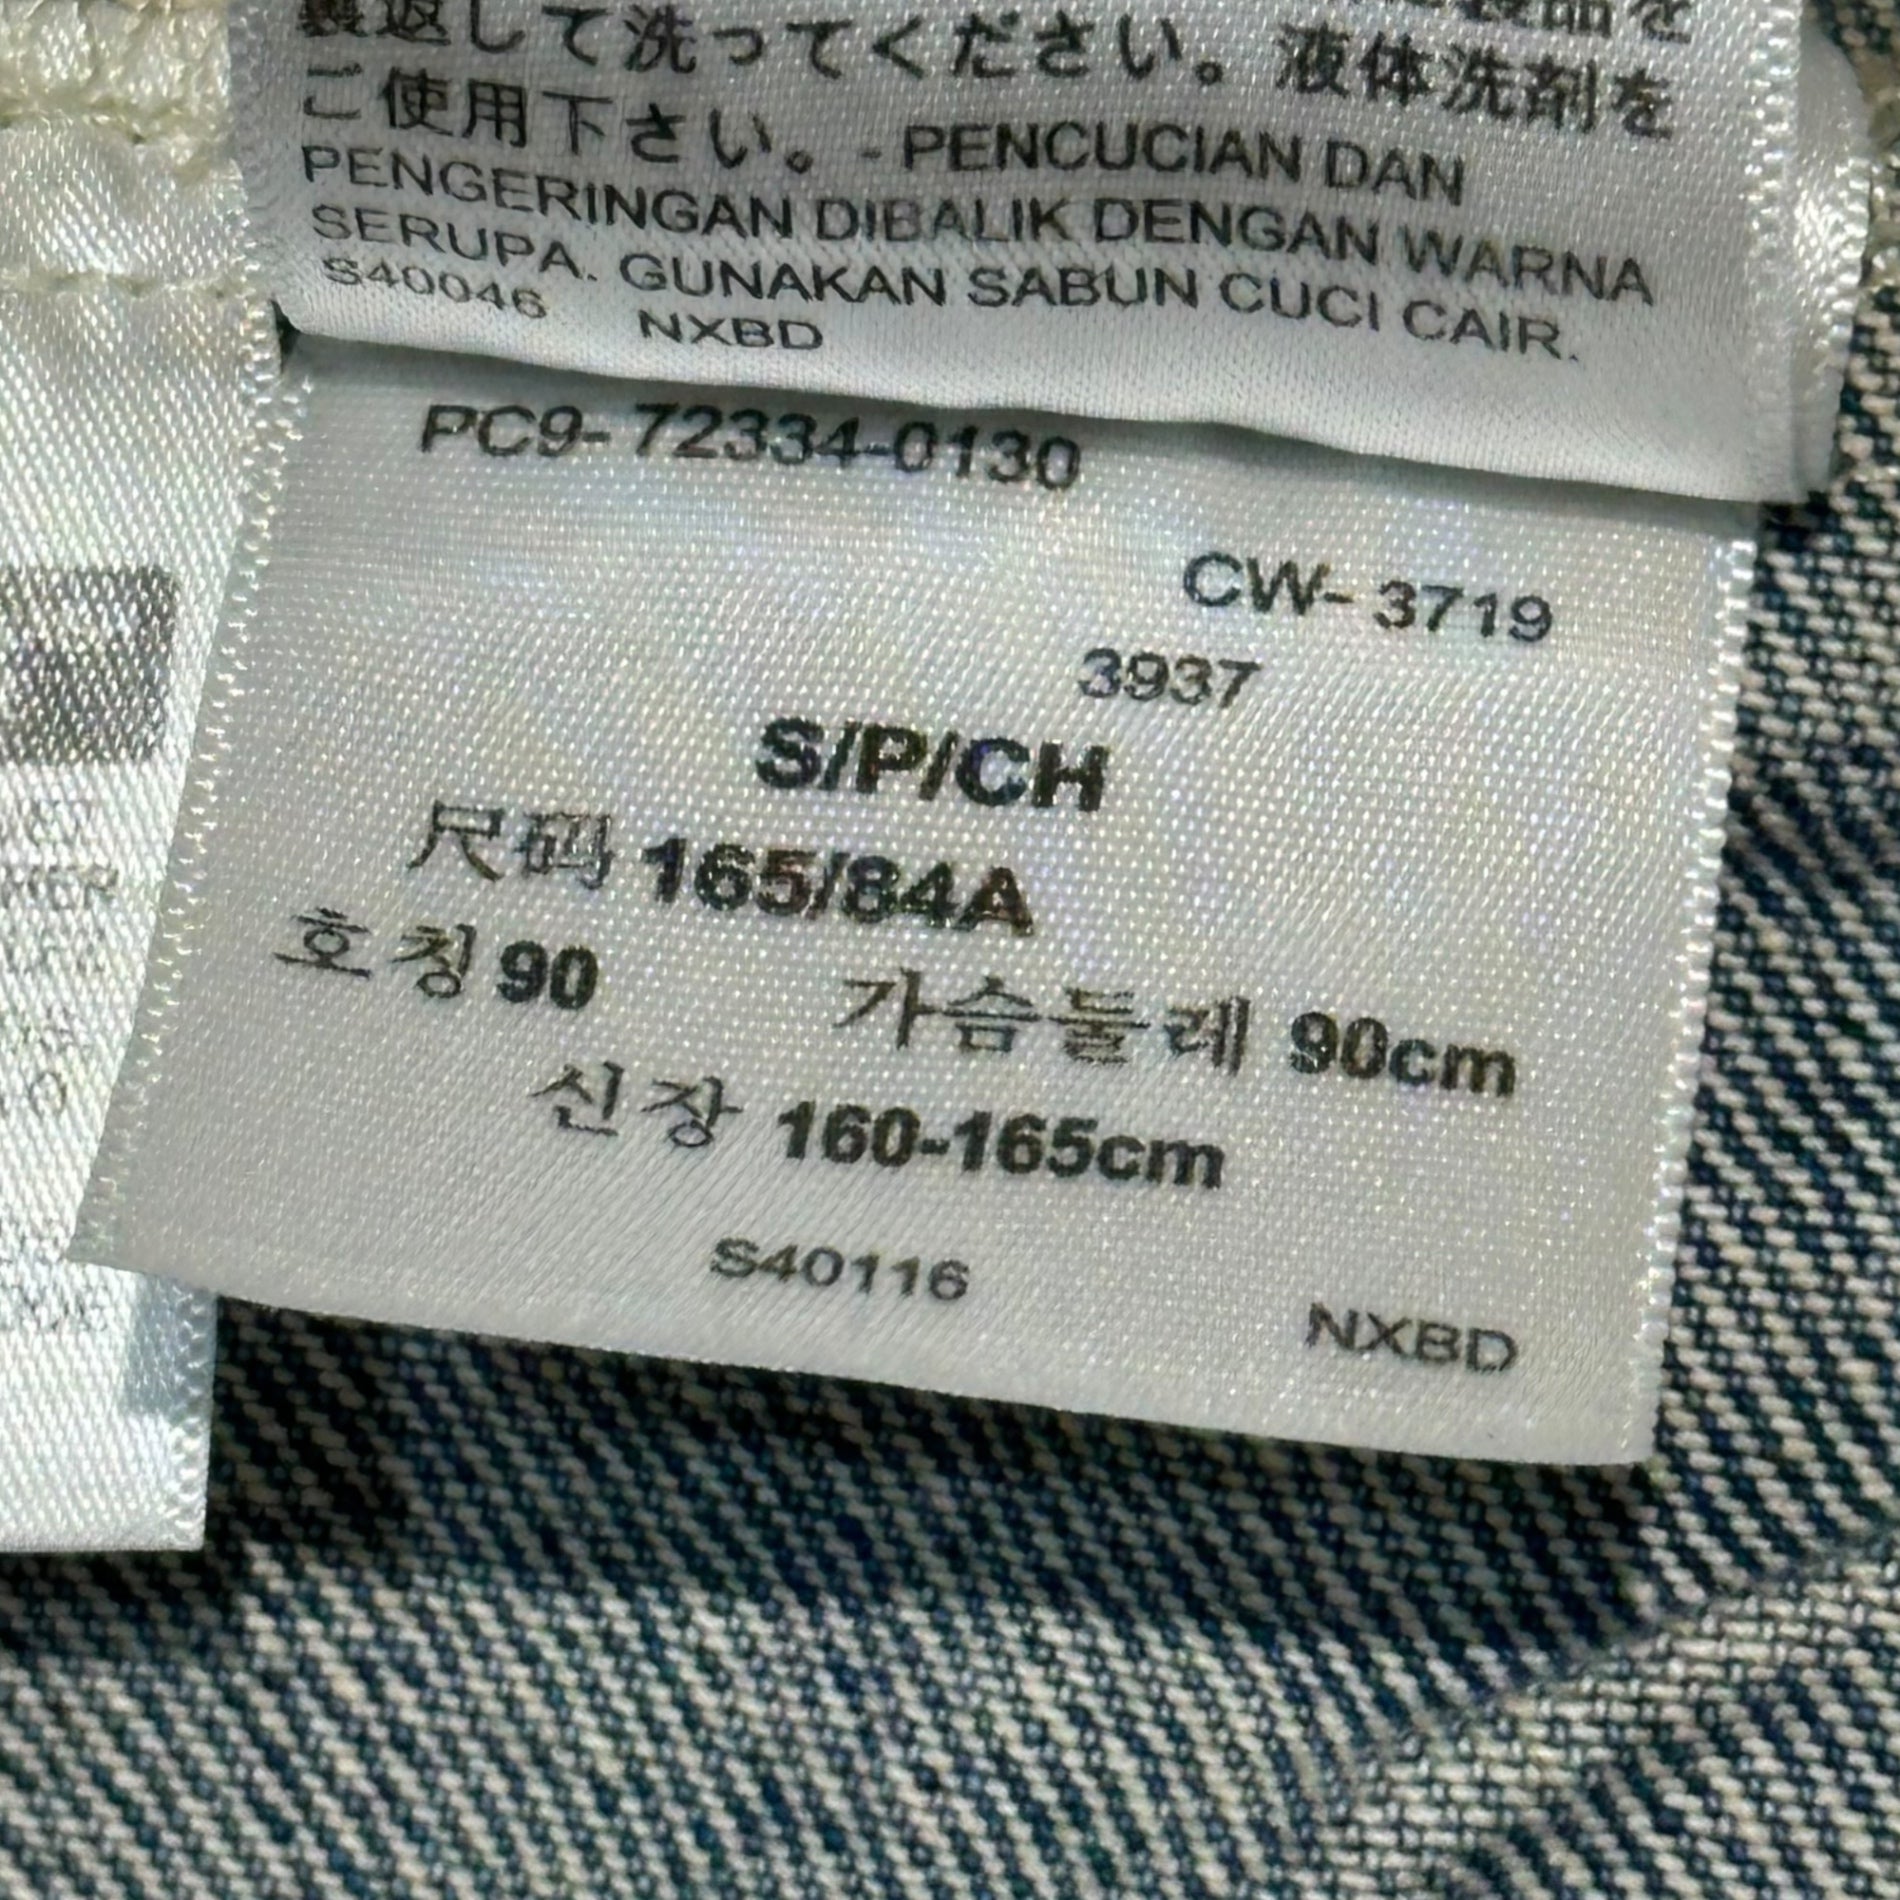 製品を
裏返して洗ってください。液体洗剤を
ご使用下さい。- PENCUCIAN DAN
PENGERINGAN DIBALIK DENGAN WARNA
SERUPA. GUNAKAN SABUN CUCI CAIR.
S40046 NXBD
PC9- 72334-0130
CW- 3719
3937
S/P/CH
尺码 165/84A
호칭 90 가슴둘레 90cm
신장 160-165cm
S40116 NXBD